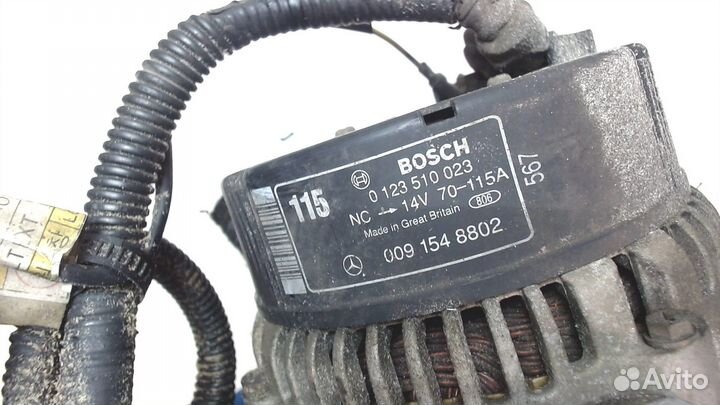 BOSCH
115
0 123 510 023
NC 14V 70-115A
Made in Great Britain 806
009 154 8802
567
Avito